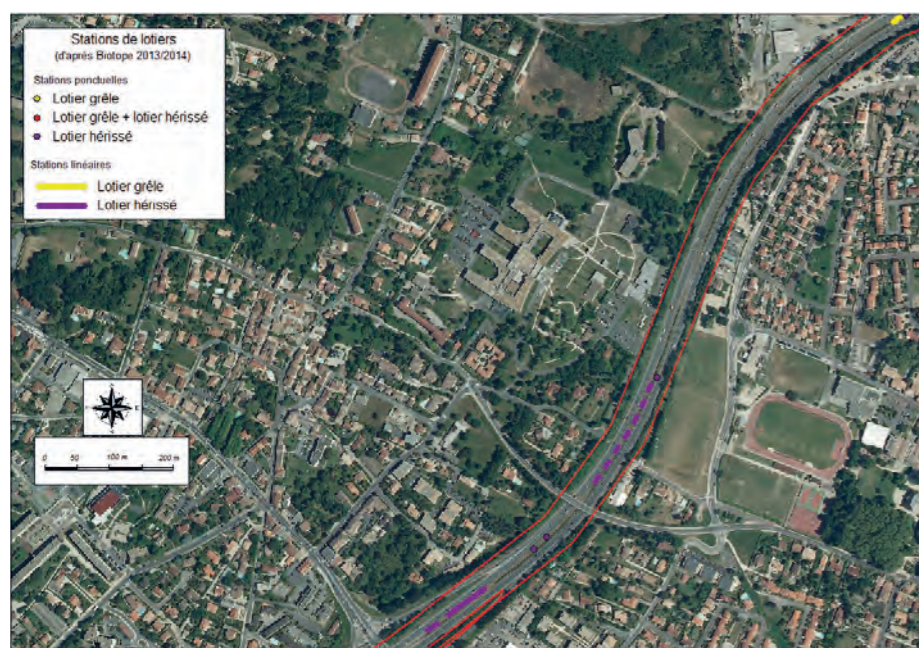 Stations de lotiers
(d'après Biotope 2013/2014)
Stations ponctuelles
Lotier grêle
Lotier grêle + lotier hérissé
Lotier hérissé
Stations linéaires
Lotier grêle
Lotier hérissé
0 50 100 m 200 m